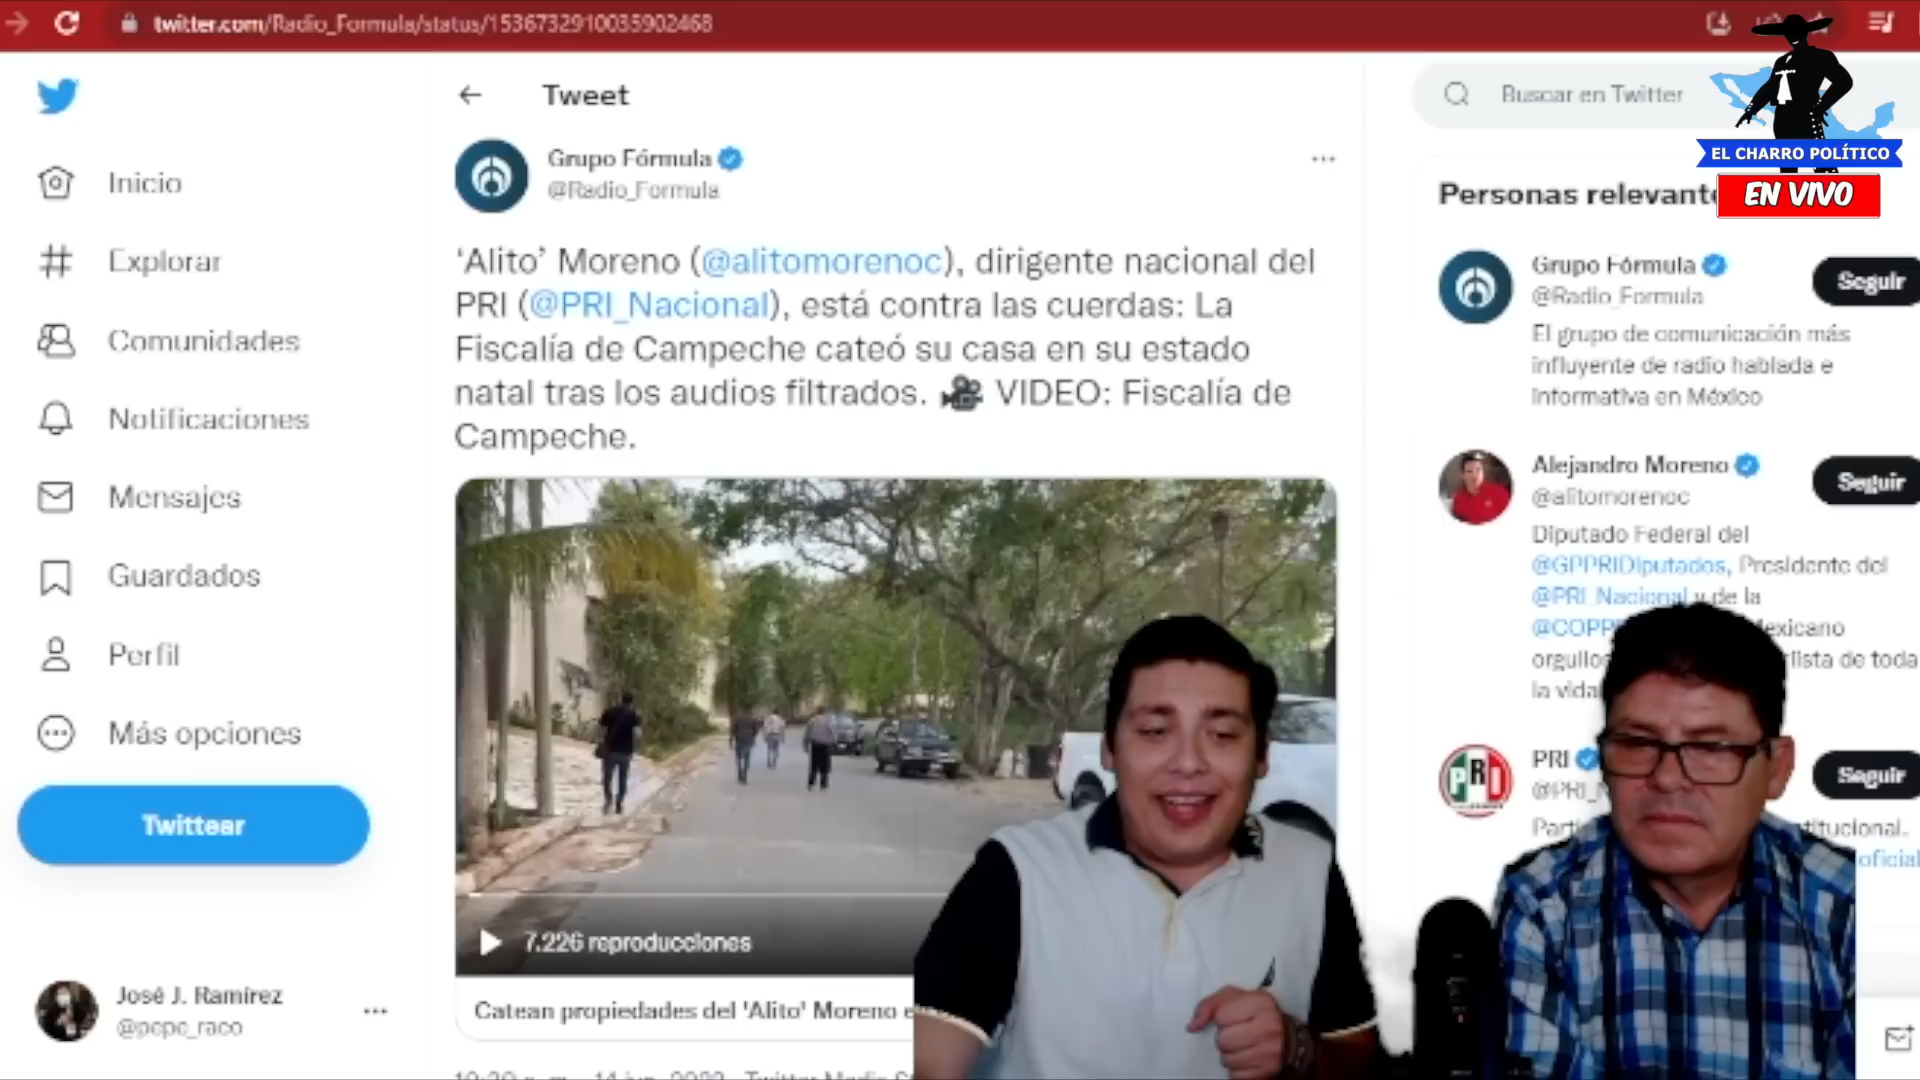 twitter.com/Radio_Formula/status/1536732910035902468
Tweet
Buscar en Twitter
EL CHARRO POLÍTICO
EN VIVO
Inicio
Explorar
Comunidades
Notificaciones
Mensajes
Guardados
Perfil
Más opciones
Twittear
José J. Ramírez
@pcpc_raco
Grupo Fórmula
@Radio_Formula
‘Alito’ Moreno (@alitomorenoc), dirigente nacional del
PRI (@PRI_Nacional), está contra las cuerdas: La
Fiscalía de Campeche cateó su casa en su estado
natal tras los audios filtrados. 🎥 VIDEO: Fiscalía de
Campeche.
7.226 reproducciones
Catean propiedades del 'Alito' Moreno
Personas
Grupo Fórmula
@Radio_Formula
Seguir
El grupo de comunicación más
influyente de radio hablada e
informativa en México
Alejandro Moreno
@alitomorenoc
Seguir
Diputado Federal del
@GPPRIDiputados, Presidente del
@PRI_Nacional y de la
la vida
PRI
Seguir
PRI